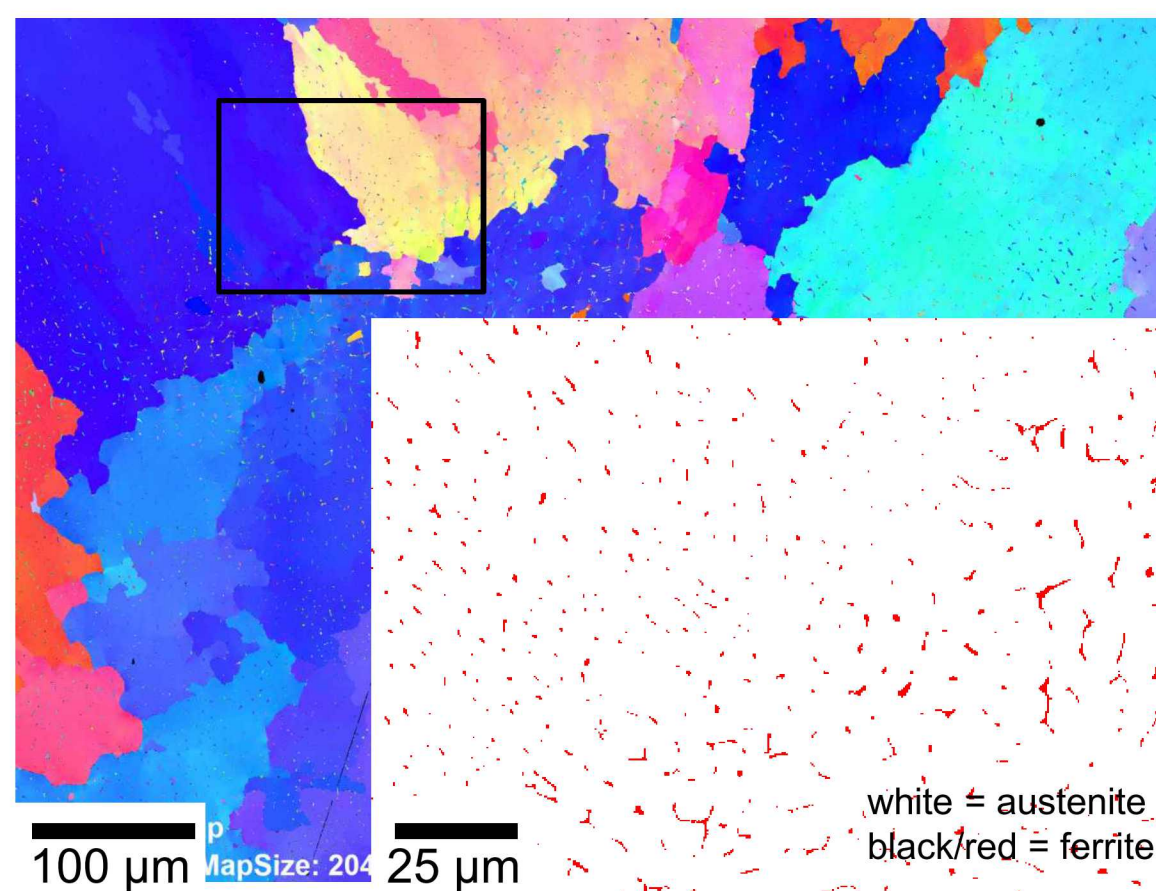 white = austenite
black/red = ferrite
p
100 µm
MapSize: 204
25 µm